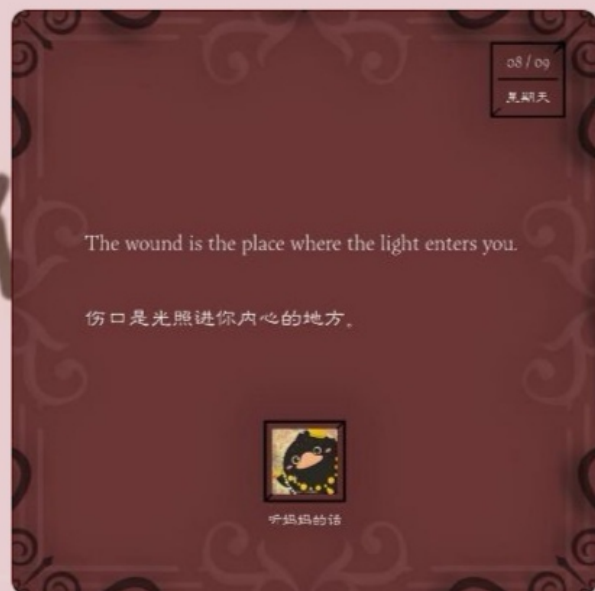 08 / 09
星期天
The wound is the place where the light enters you.
伤口是光照进你内心的地方。
听妈妈的话